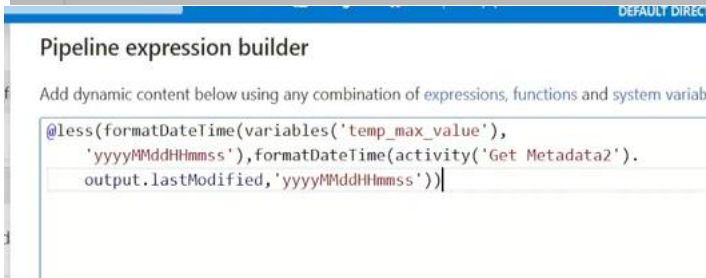 DEFAULT DIREC
Pipeline expression builder
Add dynamic content below using any combination of expressions, functions and system variab
@less(formatDateTime(variables('temp_max_value'),
'yyyyMMddHHmmss'),formatDateTime(activity('Get Metadata2').
output.lastModified,'yyyyMMddHHmmss'))